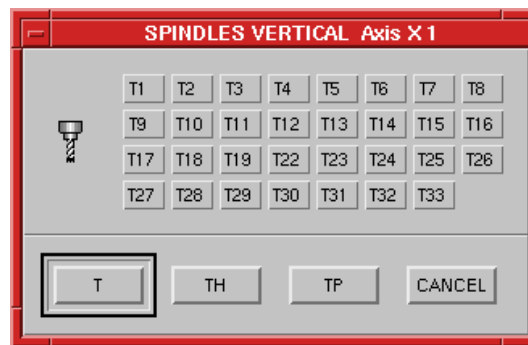 SPINDLES VERTICAL Axis X 1
T1 T2 T3 T4 T5 T6 T7 T8
T9 T10 T11 T12 T13 T14 T15 T16
T17 T18 T19 T22 T23 T24 T25 T26
T27 T28 T29 T30 T31 T32 T33
T TH TP CANCEL